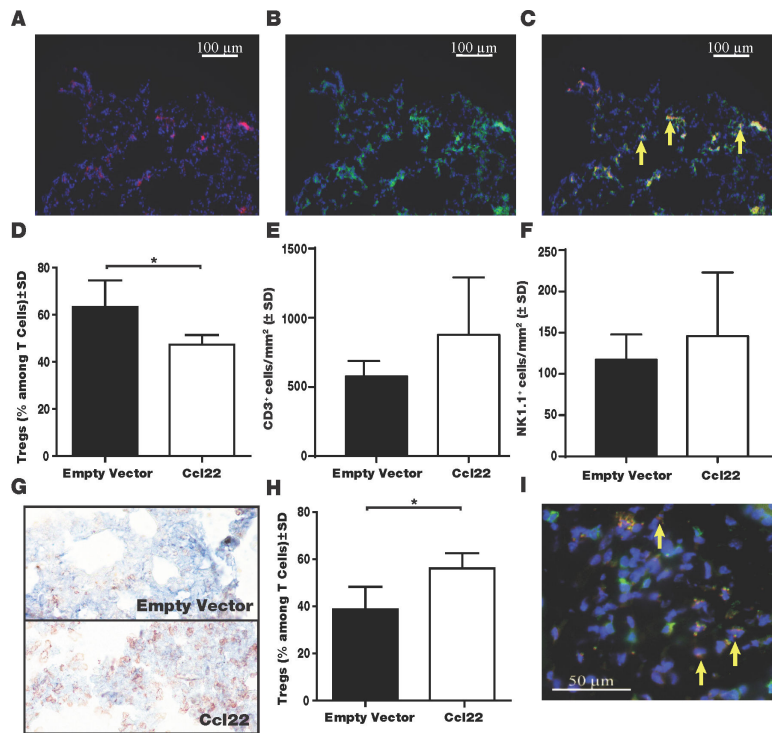 A
B
C
100 µm
100 µm
100 µm
D
E
F
Tregs (% among T Cells)±SD
80
60
40
20
0
*
Empty Vector
Ccl22
CD3⁺ cells/mm² (± SD)
1500
1000
500
0
Empty Vector
Ccl22
NK1.1⁺ cells/mm² (± SD)
250
200
150
100
50
0
Empty Vector
Ccl22
G
H
I
Empty Vector
Ccl22
Tregs (% among T Cells)±SD
80
60
40
20
0
*
Empty Vector
Ccl22
50 µm